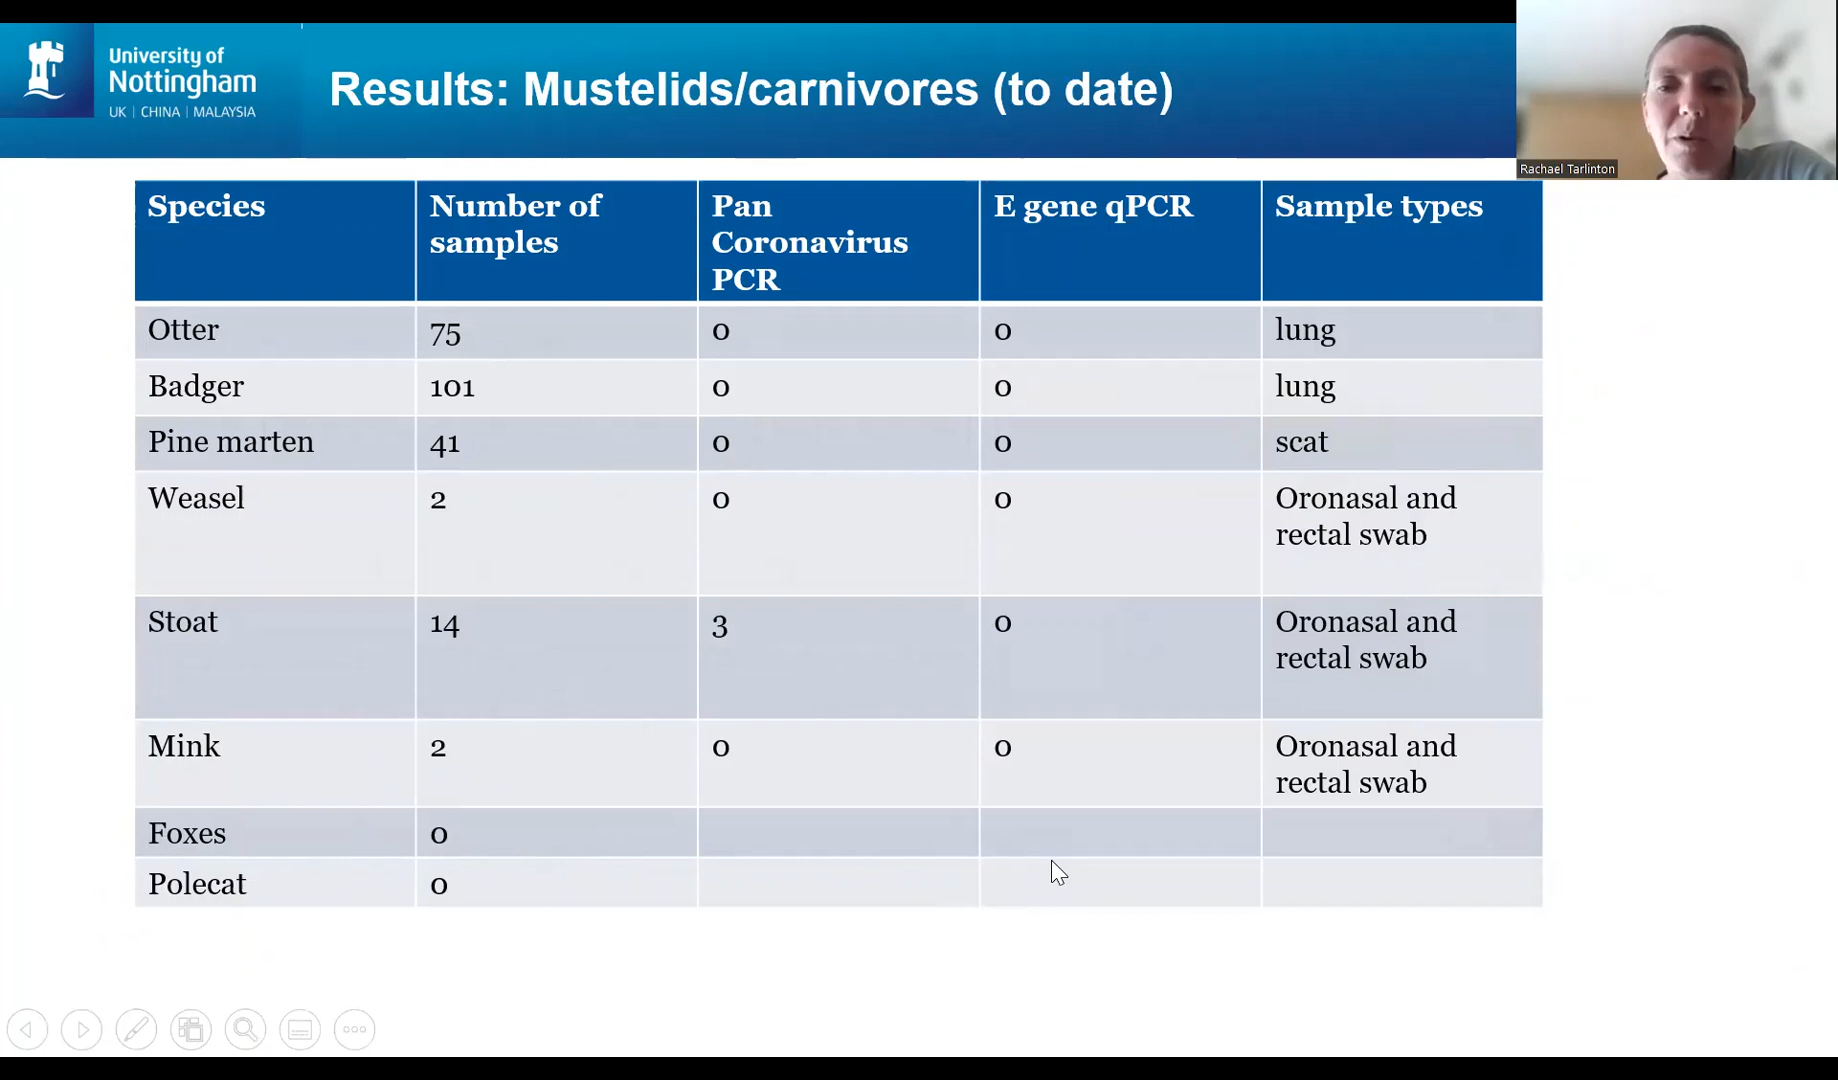 University of
Nottingham
UK | CHINA | MALAYSIA
Results: Mustelids/carnivores (to date)
Rachael Tarlinton
Species
Number of
samples
Pan
Coronavirus
PCR
E gene qPCR
Sample types
Otter
75
0
0
lung
Badger
101
0
0
lung
Pine marten
41
0
0
scat
Weasel
2
0
0
Oronasal and
rectal swab
Stoat
14
3
0
Oronasal and
rectal swab
Mink
2
0
0
Oronasal and
rectal swab
Foxes
0
Polecat
0